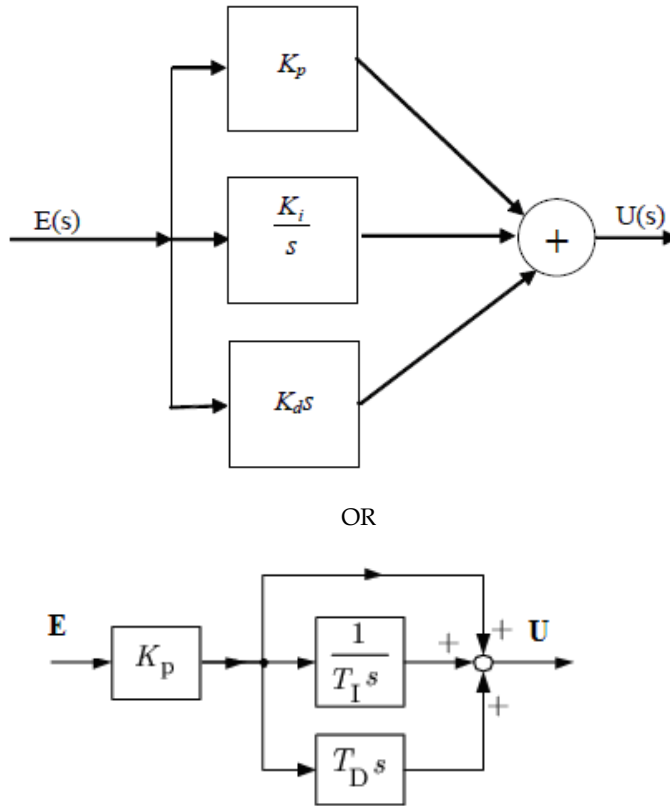 K_p
E(s)
K_i
s
+
U(s)
K_d s
OR
E
K_p
1
T_I s
+
+
U
+
T_D s